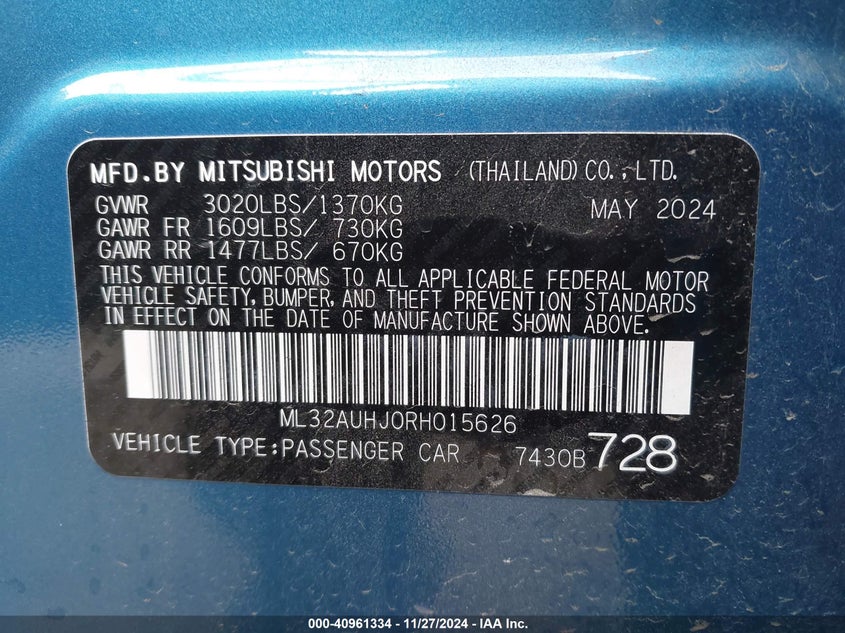 MFD.BY MITSUBISHI MOTORS (THAILAND) CO., LTD.
GVWR 3020LBS/1370KG MAY 2024
GAWR FR 1609LBS/ 730KG
GAWR RR 1477LBS/ 670KG
THIS VEHICLE CONFORMS TO ALL APPLICABLE FEDERAL MOTOR
VEHICLE SAFETY, BUMPER, AND THEFT PREVENTION STANDARDS
IN EFFECT ON THE DATE OF MANUFACTURE SHOWN ABOVE.
ML32AUHJ0RH015626
VEHICLE TYPE:PASSENGER CAR 7430B 728
000-40961334 - 11/27/2024 - IAA Inc.